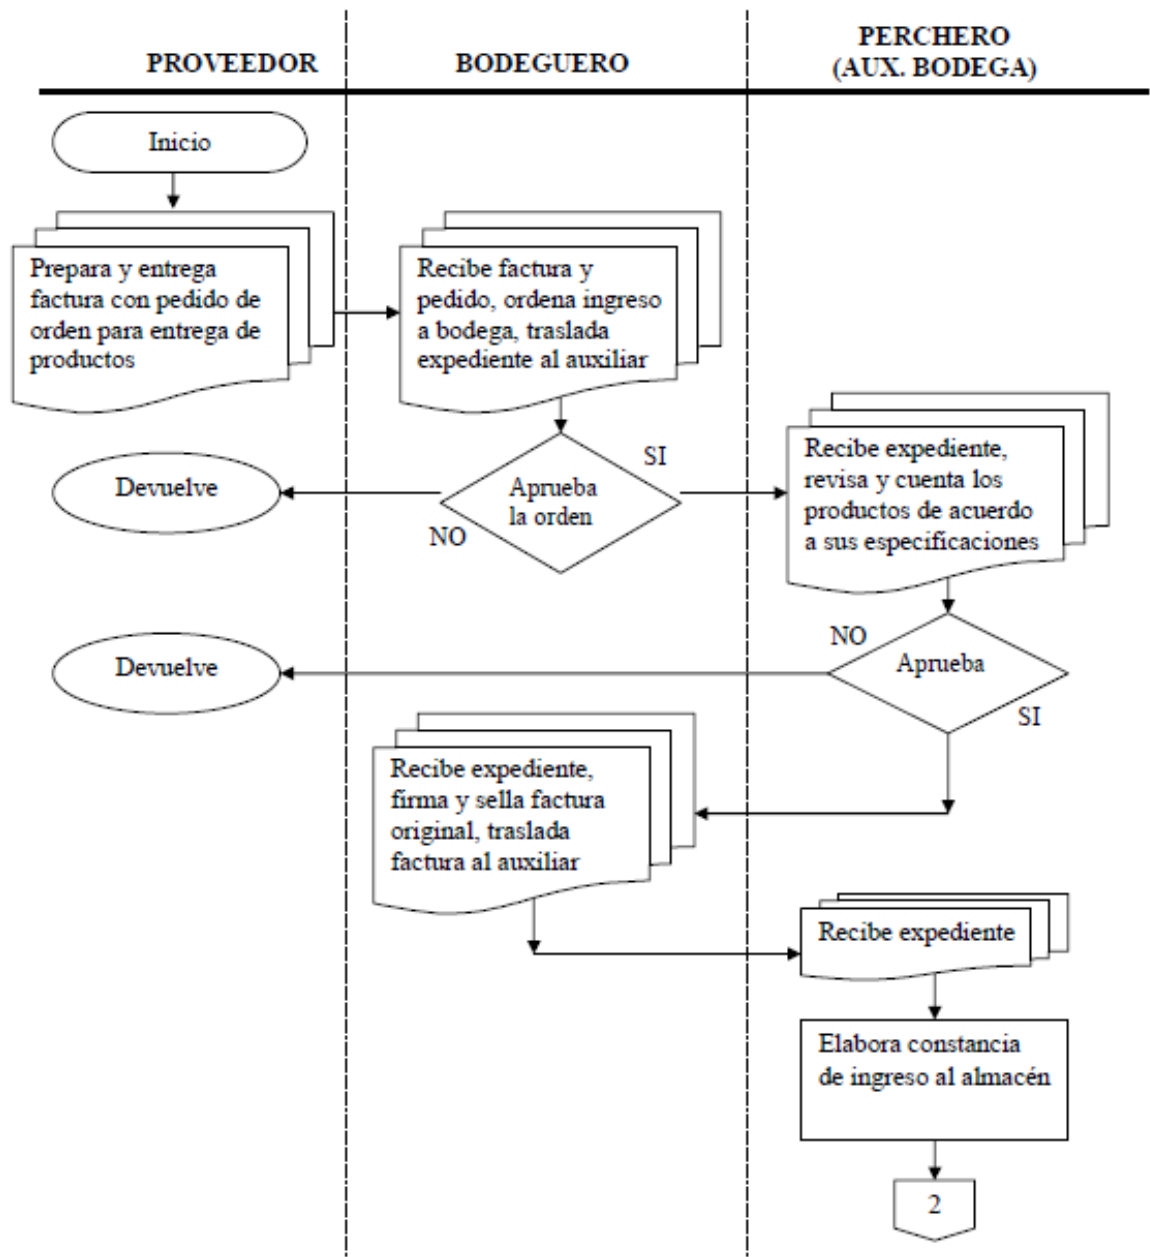 PROVEEDOR
BODEGUERO
PERCHERO
(AUX. BODEGA)
Inicio
Prepara y entrega
factura con pedido de
orden para entrega de
productos
Recibe factura y
pedido, ordena ingreso
a bodega, traslada
expediente al auxiliar
Devuelve
NO
Aprueba
la orden
SI
Recibe expediente,
revisa y cuenta los
productos de acuerdo
a sus especificaciones
Devuelve
NO
Aprueba
SI
Recibe expediente,
firma y sella factura
original, traslada
factura al auxiliar
Recibe expediente
Elabora constancia
de ingreso al almacén
2